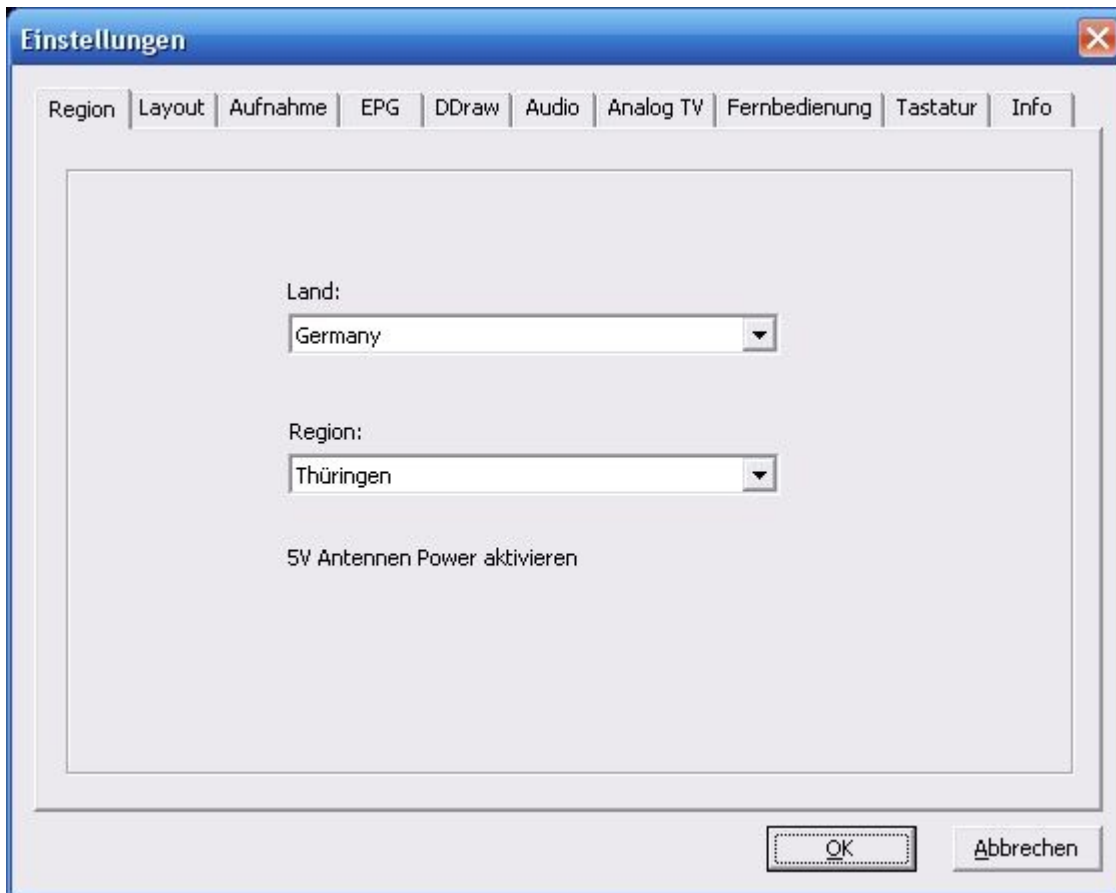 Einstellungen
Region Layout Aufnahme EPG DDraw Audio Analog TV Fernbedienung Tastatur Info
Land:
Germany
Region:
Thüringen
5V Antennen Power aktivieren
OK Abbrechen